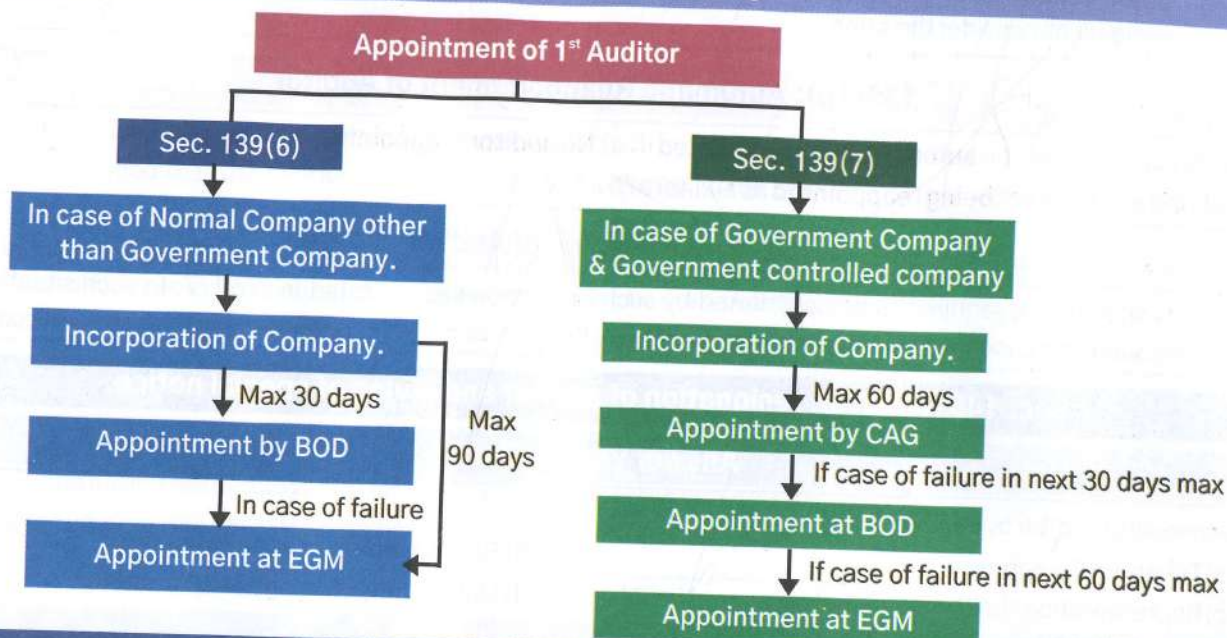 Appointment of 1st Auditor
Sec. 139(6)
In case of Normal Company other
than Government Company.
Incorporation of Company.
Max 30 days
Appointment by BOD
Max
90 days
In case of failure
Appointment at EGM
Sec. 139(7)
In case of Government Company
& Government controlled company
Incorporation of Company.
Max 60 days
Appointment by CAG
If case of failure in next 30 days max
Appointment at BOD
If case of failure in next 60 days max
Appointment at EGM